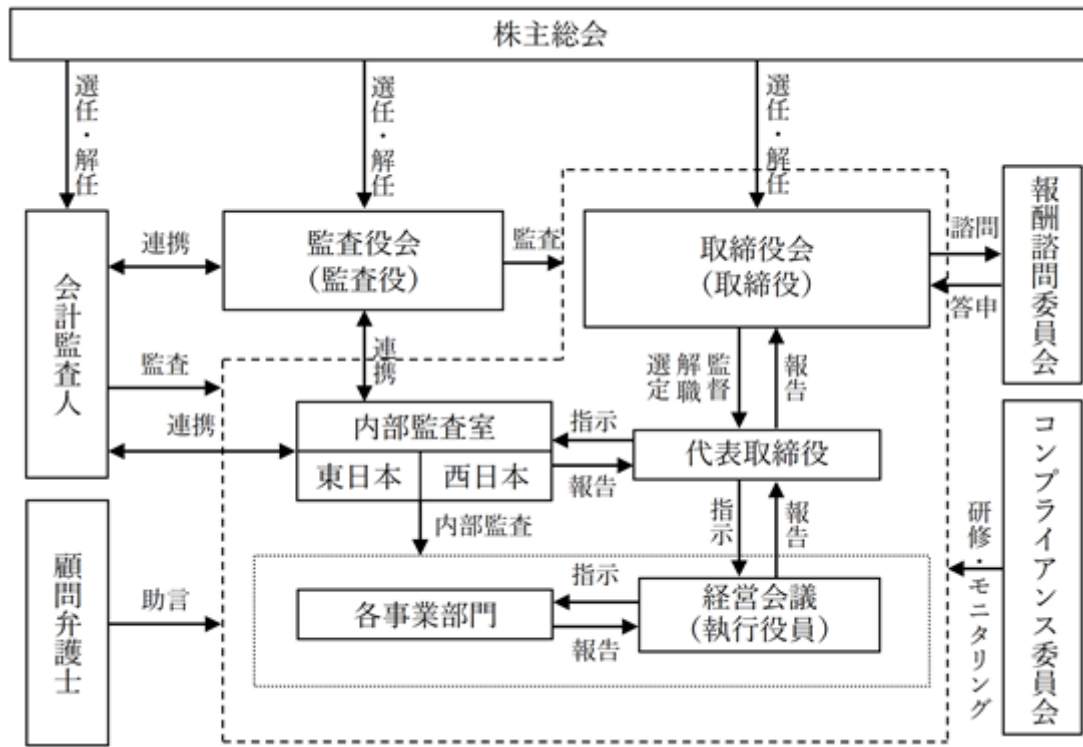 株主総会
選任・解任
選任・解任
選任・解任
会計監査人
連携
監査役会
(監査役)
監査
取締役会
(取締役)
諮問
答申
報酬諮問委員会
監査
連携
連携
選定
解職
監督
報告
内部監査室
東日本
西日本
指示
報告
代表取締役
内部監査
指示
報告
顧問弁護士
助言
各事業部門
指示
報告
経営会議
(執行役員)
研修・モニタリング
コンプライアンス委員会